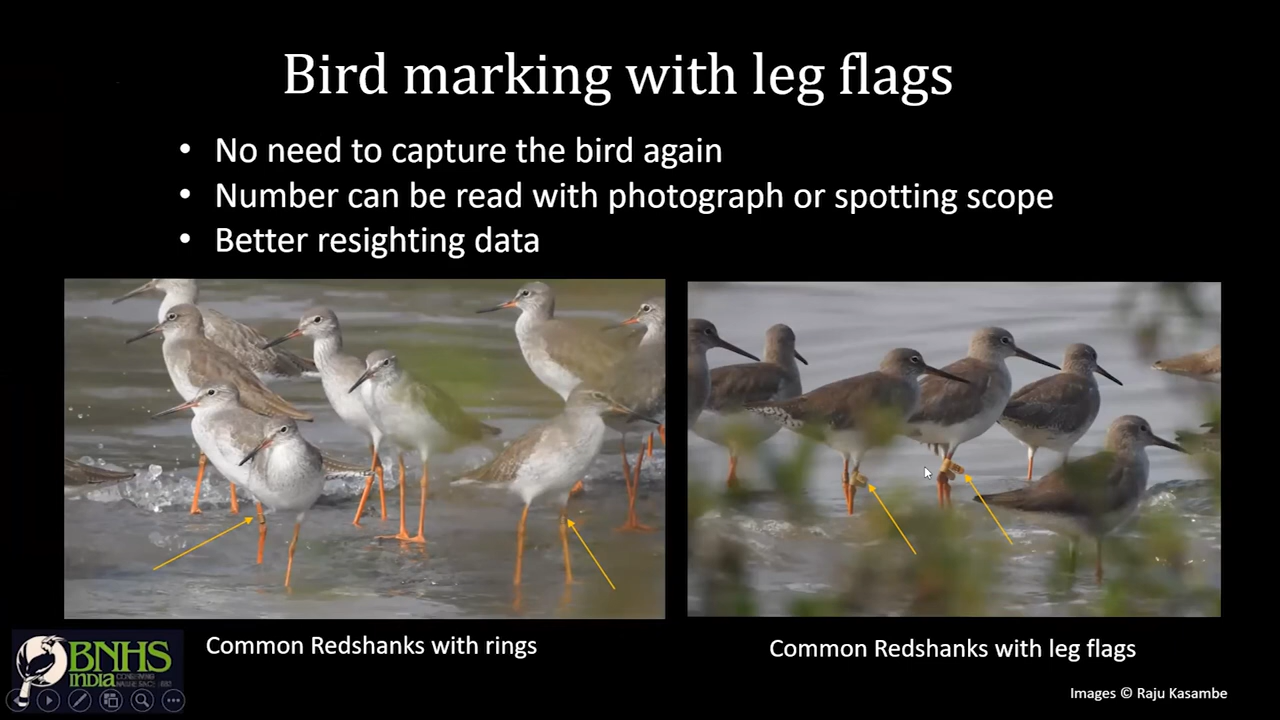 Bird marking with leg flags
• No need to capture the bird again
• Number can be read with photograph or spotting scope
• Better resighting data
Common Redshanks with rings
Common Redshanks with leg flags
BNHS
INDIA
Images © Raju Kasambe